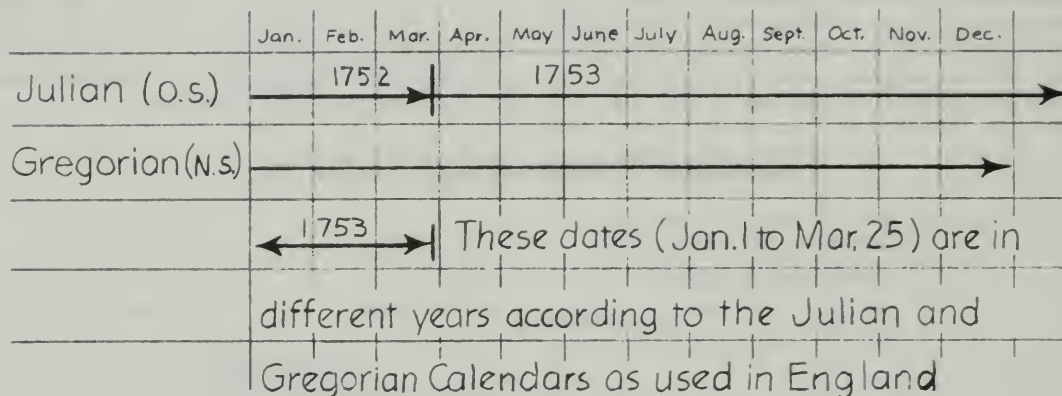 Jan. Feb. Mar. Apr. May June July Aug. Sept. Oct. Nov. Dec.
Julian (O.S.) 1752 1753
Gregorian (N.S.)
1753 These dates (Jan. 1 to Mar. 25) are in
different years according to the Julian and
Gregorian Calendars as used in England